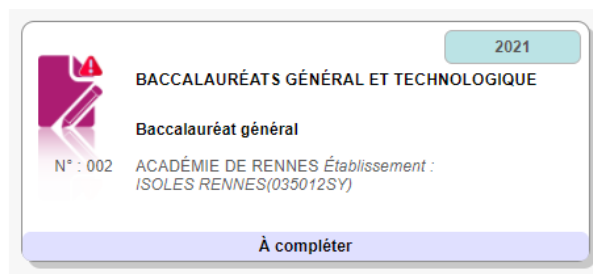 2021
BACCALAURÉATS GÉNÉRAL ET TECHNOLOGIQUE
Baccalauréat général
N° : 002 ACADÉMIE DE RENNES Établissement :
ISOLES RENNES(035012SY)
À compléter